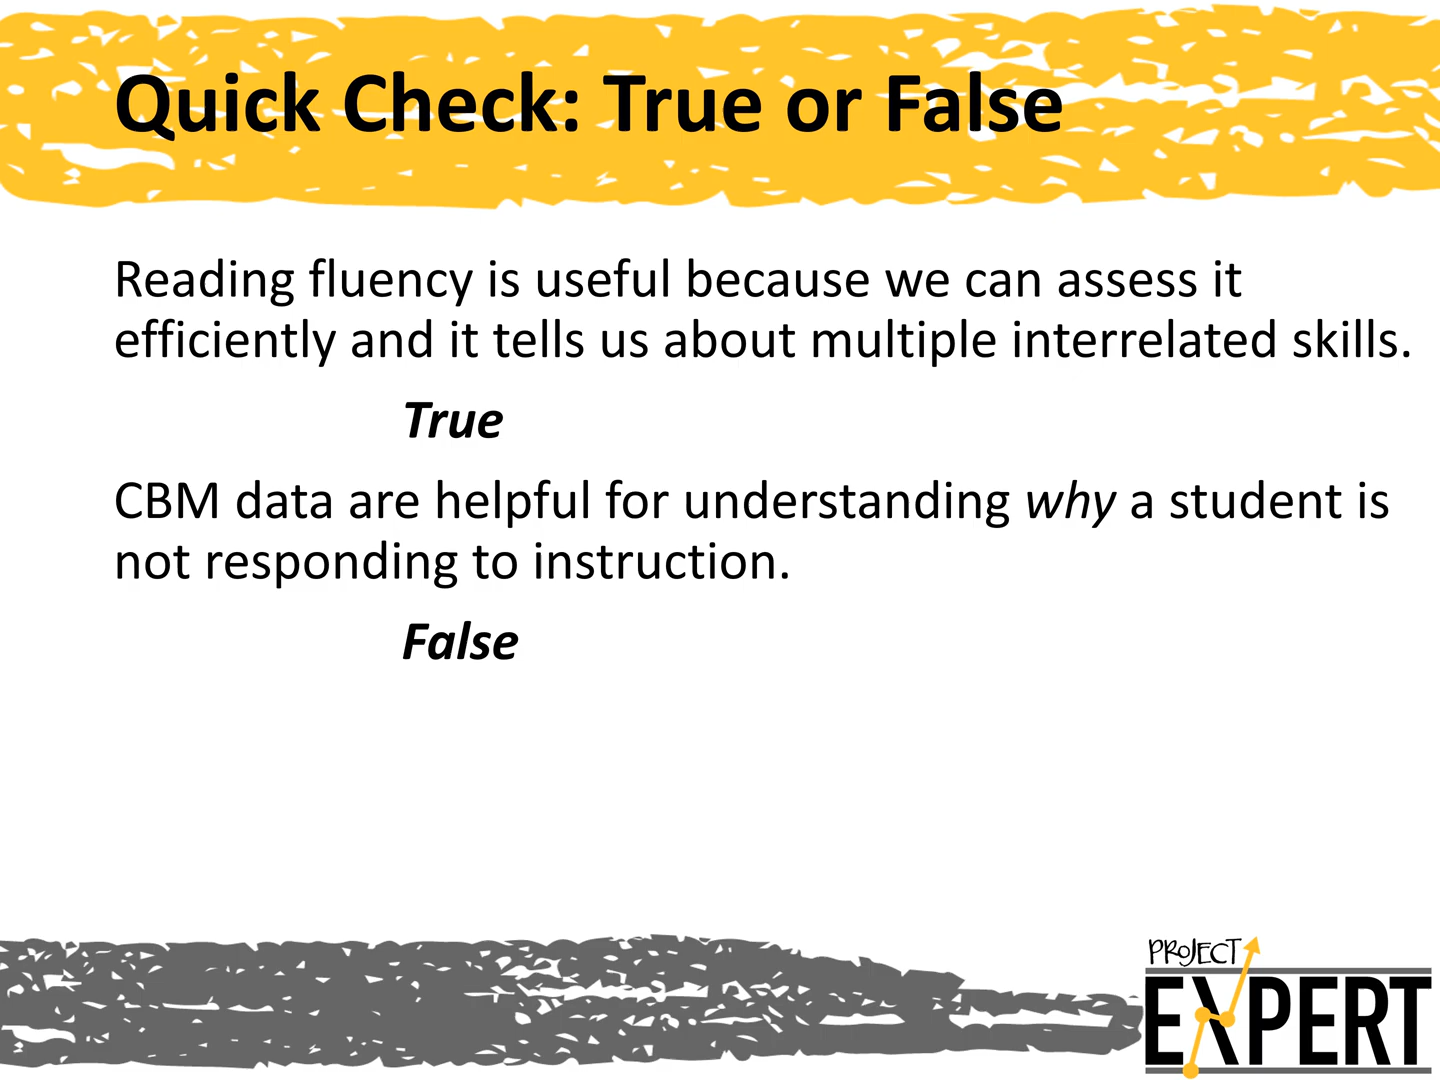 Quick Check: True or False
Reading fluency is useful because we can assess it
efficiently and it tells us about multiple interrelated skills.
True
CBM data are helpful for understanding why a student is
not responding to instruction.
False
PROJECT
EXPERT